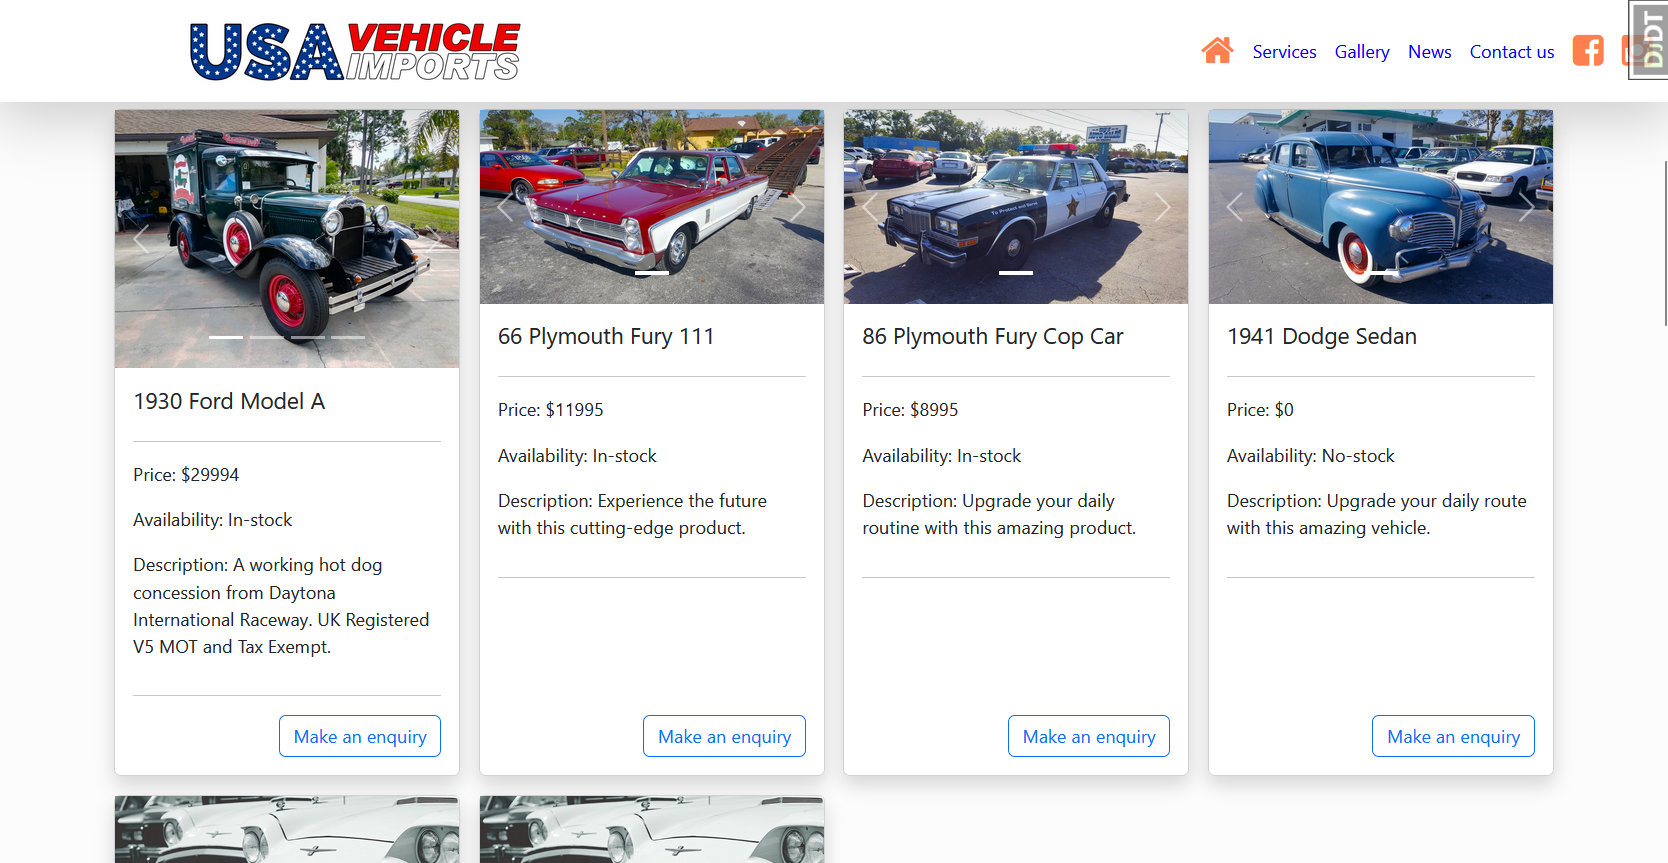 USA VEHICLE
IMPORTS
Services
Gallery
News
Contact us
DJDT
To Protect and Serve
1930 Ford Model A
Price: $29994
Availability: In-stock
Description: A working hot dog
concession from Daytona
International Raceway. UK Registered
V5 MOT and Tax Exempt.
Make an enquiry
66 Plymouth Fury 111
Price: $11995
Availability: In-stock
Description: Experience the future
with this cutting-edge product.
Make an enquiry
86 Plymouth Fury Cop Car
Price: $8995
Availability: In-stock
Description: Upgrade your daily
routine with this amazing product.
Make an enquiry
1941 Dodge Sedan
Price: $0
Availability: No-stock
Description: Upgrade your daily route
with this amazing vehicle.
Make an enquiry